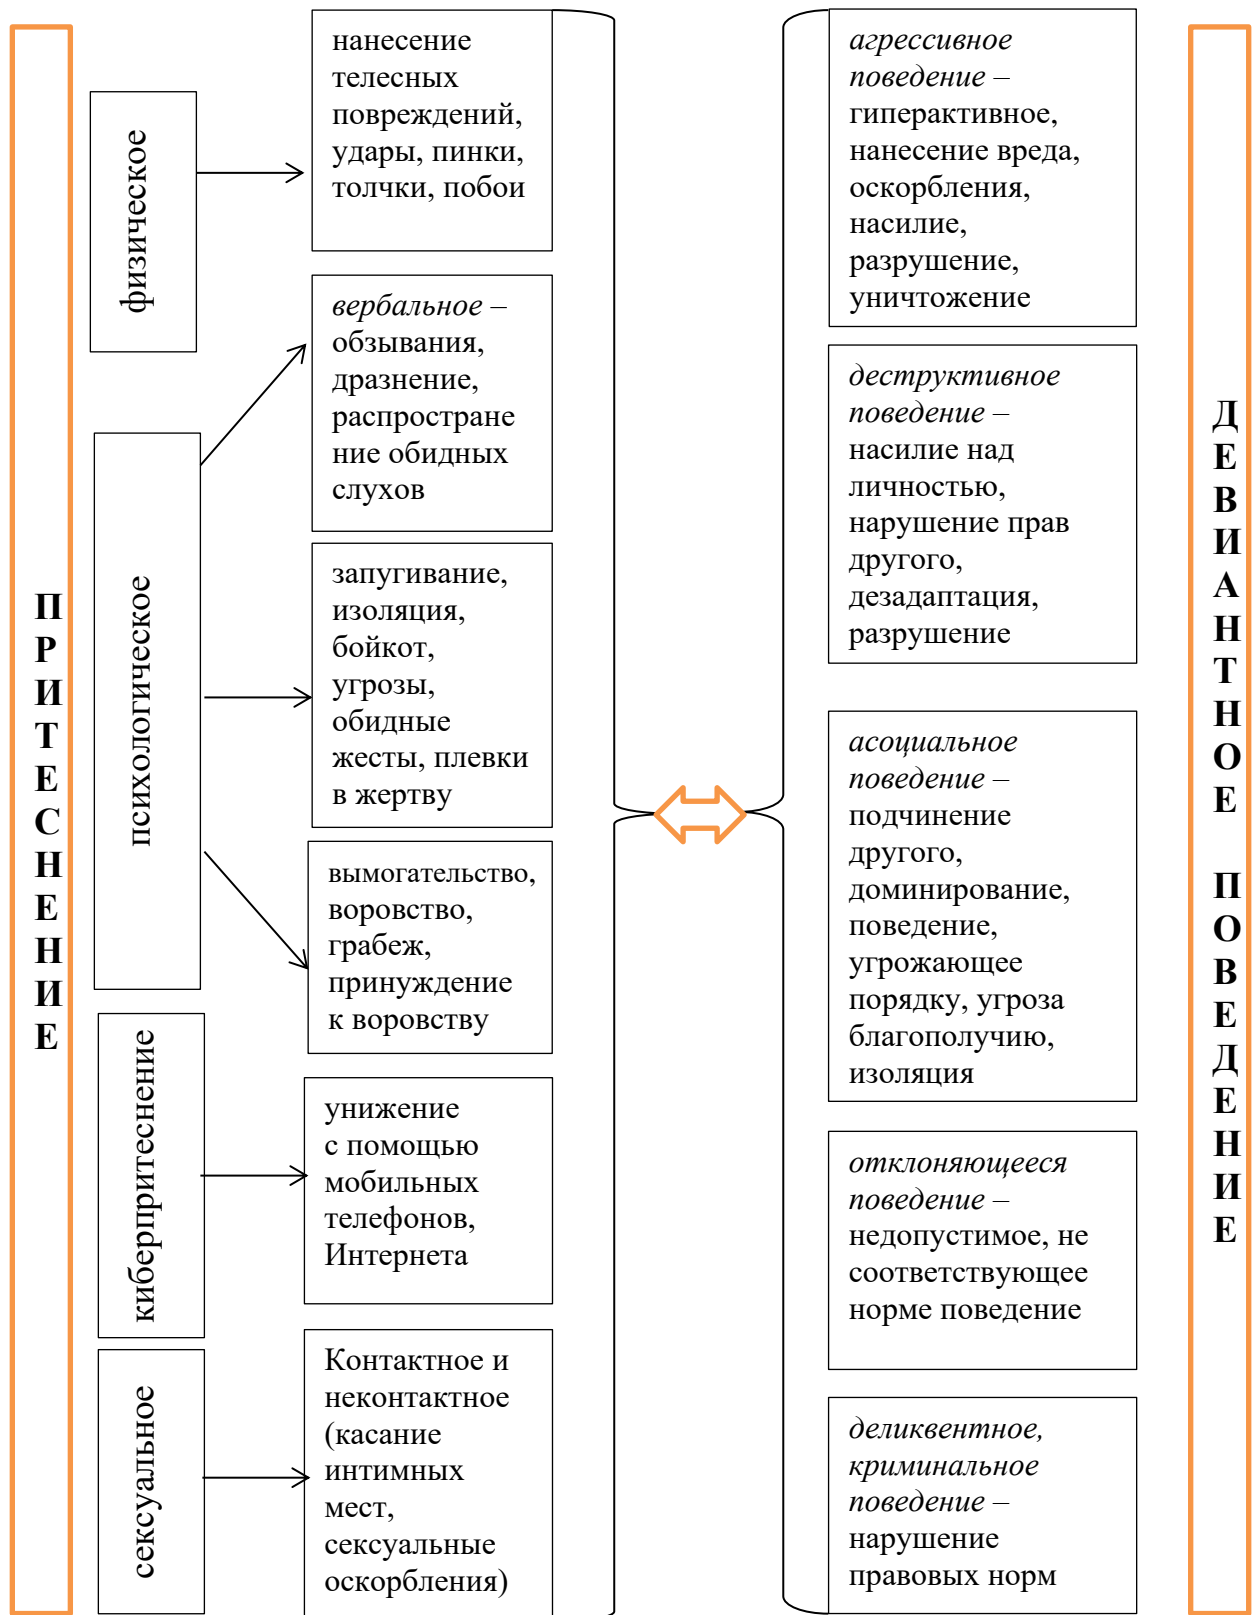 ПРИТЕСНЕНИЕ
физическое
нанесение
телесных
повреждений,
удары, пинки,
толчки, побои
психологическое
вербальное –
обзывания,
дразнение,
распростране
ние обидных
слухов
запугивание,
изоляция,
бойкот,
угрозы,
обидные
жесты, плевки
в жертву
вымогательство,
воровство,
грабеж,
принуждение
к воровству
киберпритеснение
унижение
с помощью
мобильных
телефонов,
Интернета
сексуальное
Контактное и
неконтактное
(касание
интимных
мест,
сексуальные
оскорбления)
агрессивное
поведение –
гиперактивное,
нанесение вреда,
оскорбления,
насилие,
разрушение,
уничтожение
деструктивное
поведение –
насилие над
личностью,
нарушение прав
другого,
дезадаптация,
разрушение
асоциальное
поведение –
подчинение
другого,
доминирование,
поведение,
угрожающее
порядку, угроза
благополучию,
изоляция
отклоняющееся
поведение –
недопустимое, не
соответствующее
норме поведение
деликвентное,
криминальное
поведение –
нарушение
правовых норм
ДЕВИАНТНОЕ ПОВЕДЕНИЕ